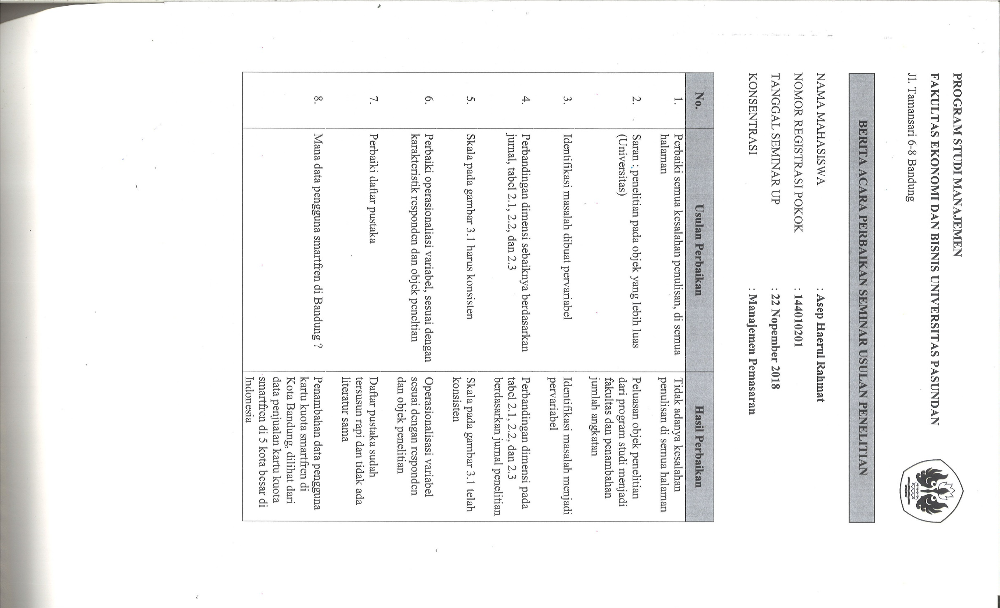 PROGRAM STUDI MANAJEMEN
FAKULTAS EKONOMI DAN BISNIS UNIVERSITAS PASUNDAN
Jl. Tamansari 6-8 Bandung
BERITA ACARA PERBAIKAN SEMINAR USULAN PENELITIAN
NAMA MAHASISWA : Asep Haerul Rahmat
NOMOR REGISTRASI POKOK : 144010201
TANGGAL SEMINAR UP : 22 Nopember 2018
KONSENTRASI : Manajemen Pemasaran
No. Usulan Perbaikan Hasil Perbaikan
1. Perbaiki semua kesalahan penulisan, di semua
halaman
Tidak adanya kesalahan
penulisan di semua halaman
2. Saran : penelitian pada objek yang lebih luas
(Universitas)
Peluasan objek penelitian
dari program studi menjadi
fakultas dan penambahan
jumlah angkatan
3. Identifikasi masalah dibuat pervariabel
Identifikasi masalah menjadi
pervariabel
4. Perbandingan dimensi sebaiknya berdasarkan
jurnal, tabel 2.1, 2.2, dan 2.3
Perbandingan dimensi pada
tabel 2.1, 2.2, dan 2.3
berdasarkan jurnal penelitian
5. Skala pada gambar 3.1 harus konsisten
Skala pada gambar 3.1 telah
konsisten
6. Perbaiki operasionaliasi variabel, sesuai dengan
karakteristik responden dan objek peneltian
Operasionalisasi variabel
sesuai dengan responden
dan objek penelitian
7. Perbaiki daftar pustaka
Daftar pustaka sudah
tersusun rapi dan tidak ada
literatur sama
8. Mana data pengguna smartfren di Bandung ?
Penambahan data pengguna
kartu kuota smartfren di
Kota Bandung, dilihat dari
data penjualan kartu kuota
smartfren di 5 kota besar di
Indonesia